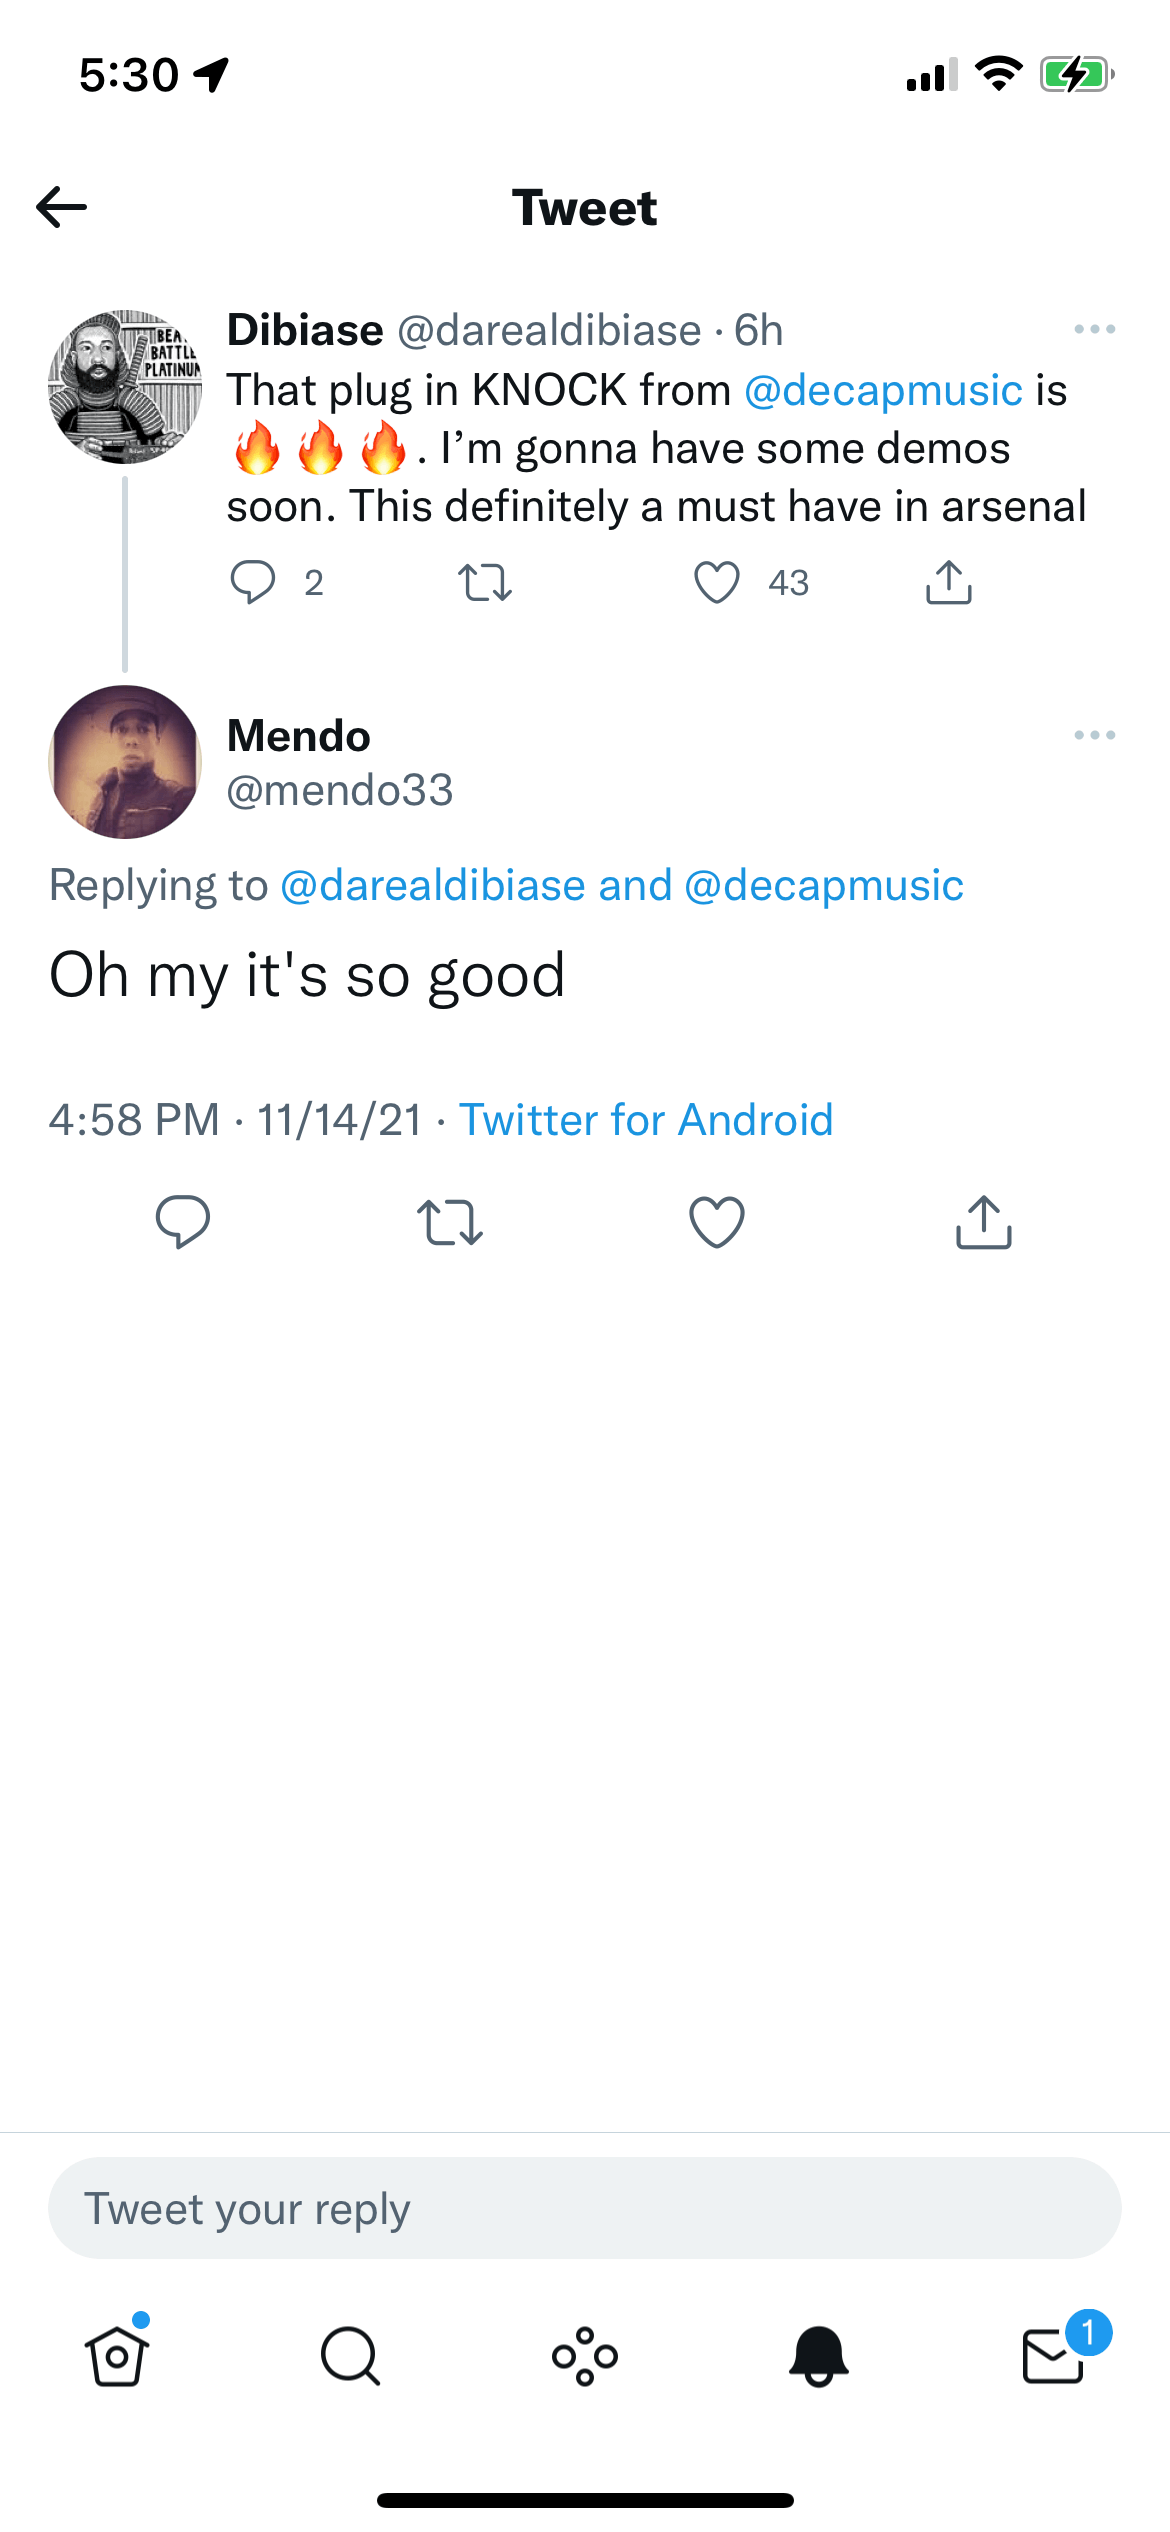 5:30
Tweet
BEA
BATTLE
PLATINUM
Dibiase @darealdibiase · 6h
That plug in KNOCK from @decapmusic is
🔥🔥🔥. I’m gonna have some demos
soon. This definitely a must have in arsenal
2 43
Mendo
@mendo33
Replying to @darealdibiase and @decapmusic
Oh my it's so good
4:58 PM · 11/14/21 · Twitter for Android
Tweet your reply
1